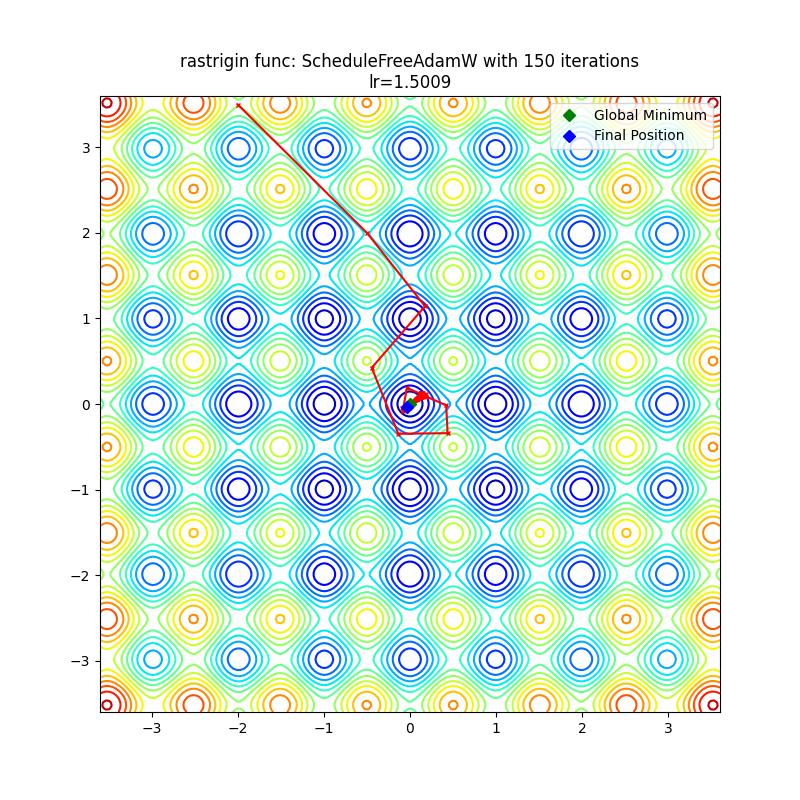 rastrigin func: ScheduleFreeAdamW with 150 iterations
lr=1.5009
Global Minimum
Final Position
3
2
1
0
−1
−2
−3
−3 −2 −1 0 1 2 3